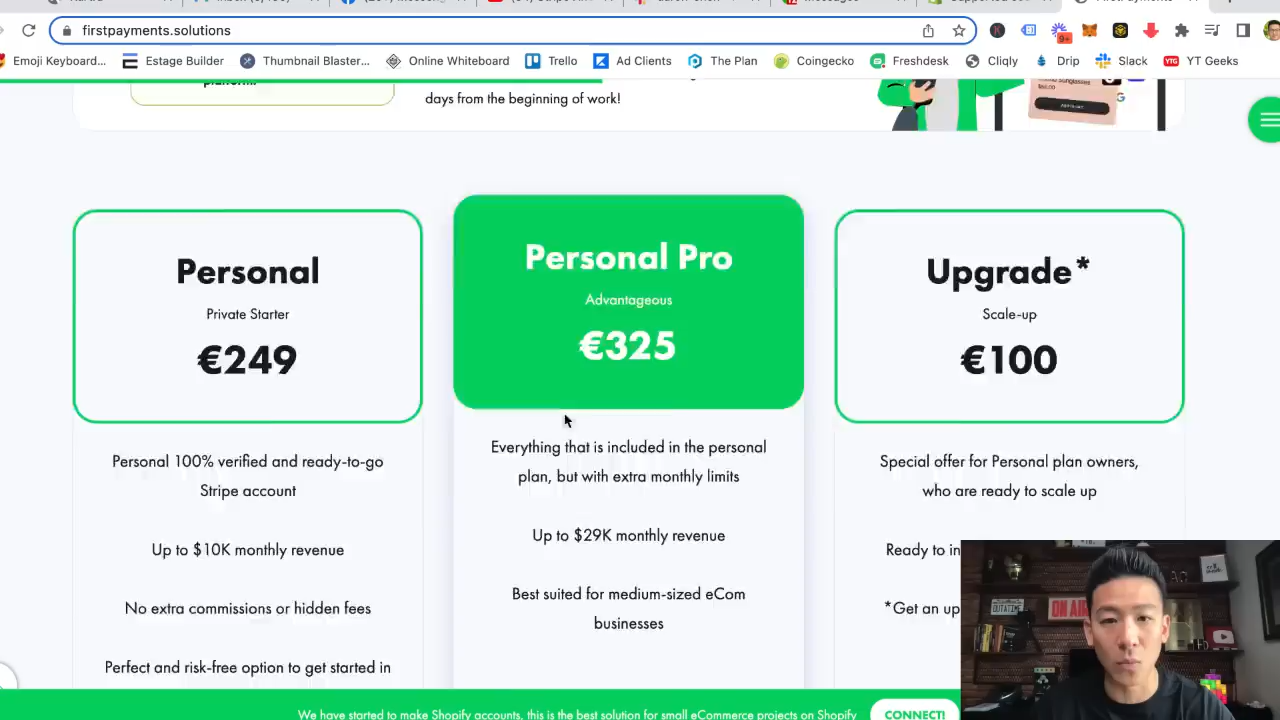 firstpayments.solutions
Emoji Keyboard... Estage Builder Thumbnail Blaster... Online Whiteboard Trello Ad Clients The Plan Coingecko Freshdesk Cliqly Drip Slack YTG YT Geeks
days from the beginning of work!
Personal
Private Starter
€249
Personal 100% verified and ready-to-go
Stripe account
Up to $10K monthly revenue
No extra commissions or hidden fees
Perfect and risk-free option to get started in
Personal Pro
Advantageous
€325
Everything that is included in the personal
plan, but with extra monthly limits
Up to $29K monthly revenue
Best suited for medium-sized eCom
businesses
Upgrade*
Scale-up
€100
Special offer for Personal plan owners,
who are ready to scale up
Ready to in
*Get an up
OUTATIME
ON AIR
We have started to make Shopify accounts, this is the best solution for small eCommerce projects on Shopify
CONNECT!